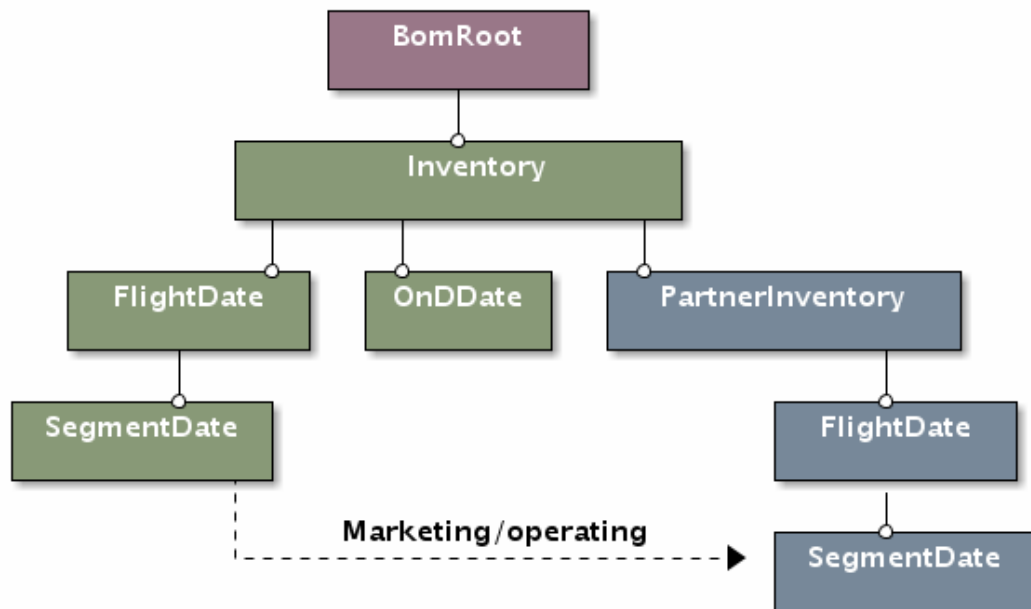 BomRoot
Inventory
FlightDate
OnDDate
PartnerInventory
SegmentDate
FlightDate
Marketing/operating
SegmentDate